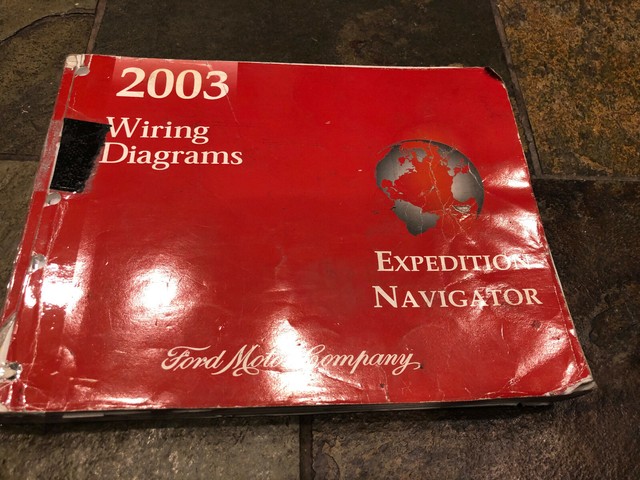 2003
Wiring
Diagrams
EXPEDITION
NAVIGATOR
Ford Motor Company